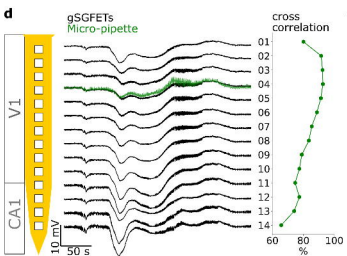 d
gSGFETs
Micro-pipette
cross
correlation
V1
CA1
01
02
03
04
05
06
07
08
09
10
11
12
13
14
10 mV
50 s
60 80 100
%